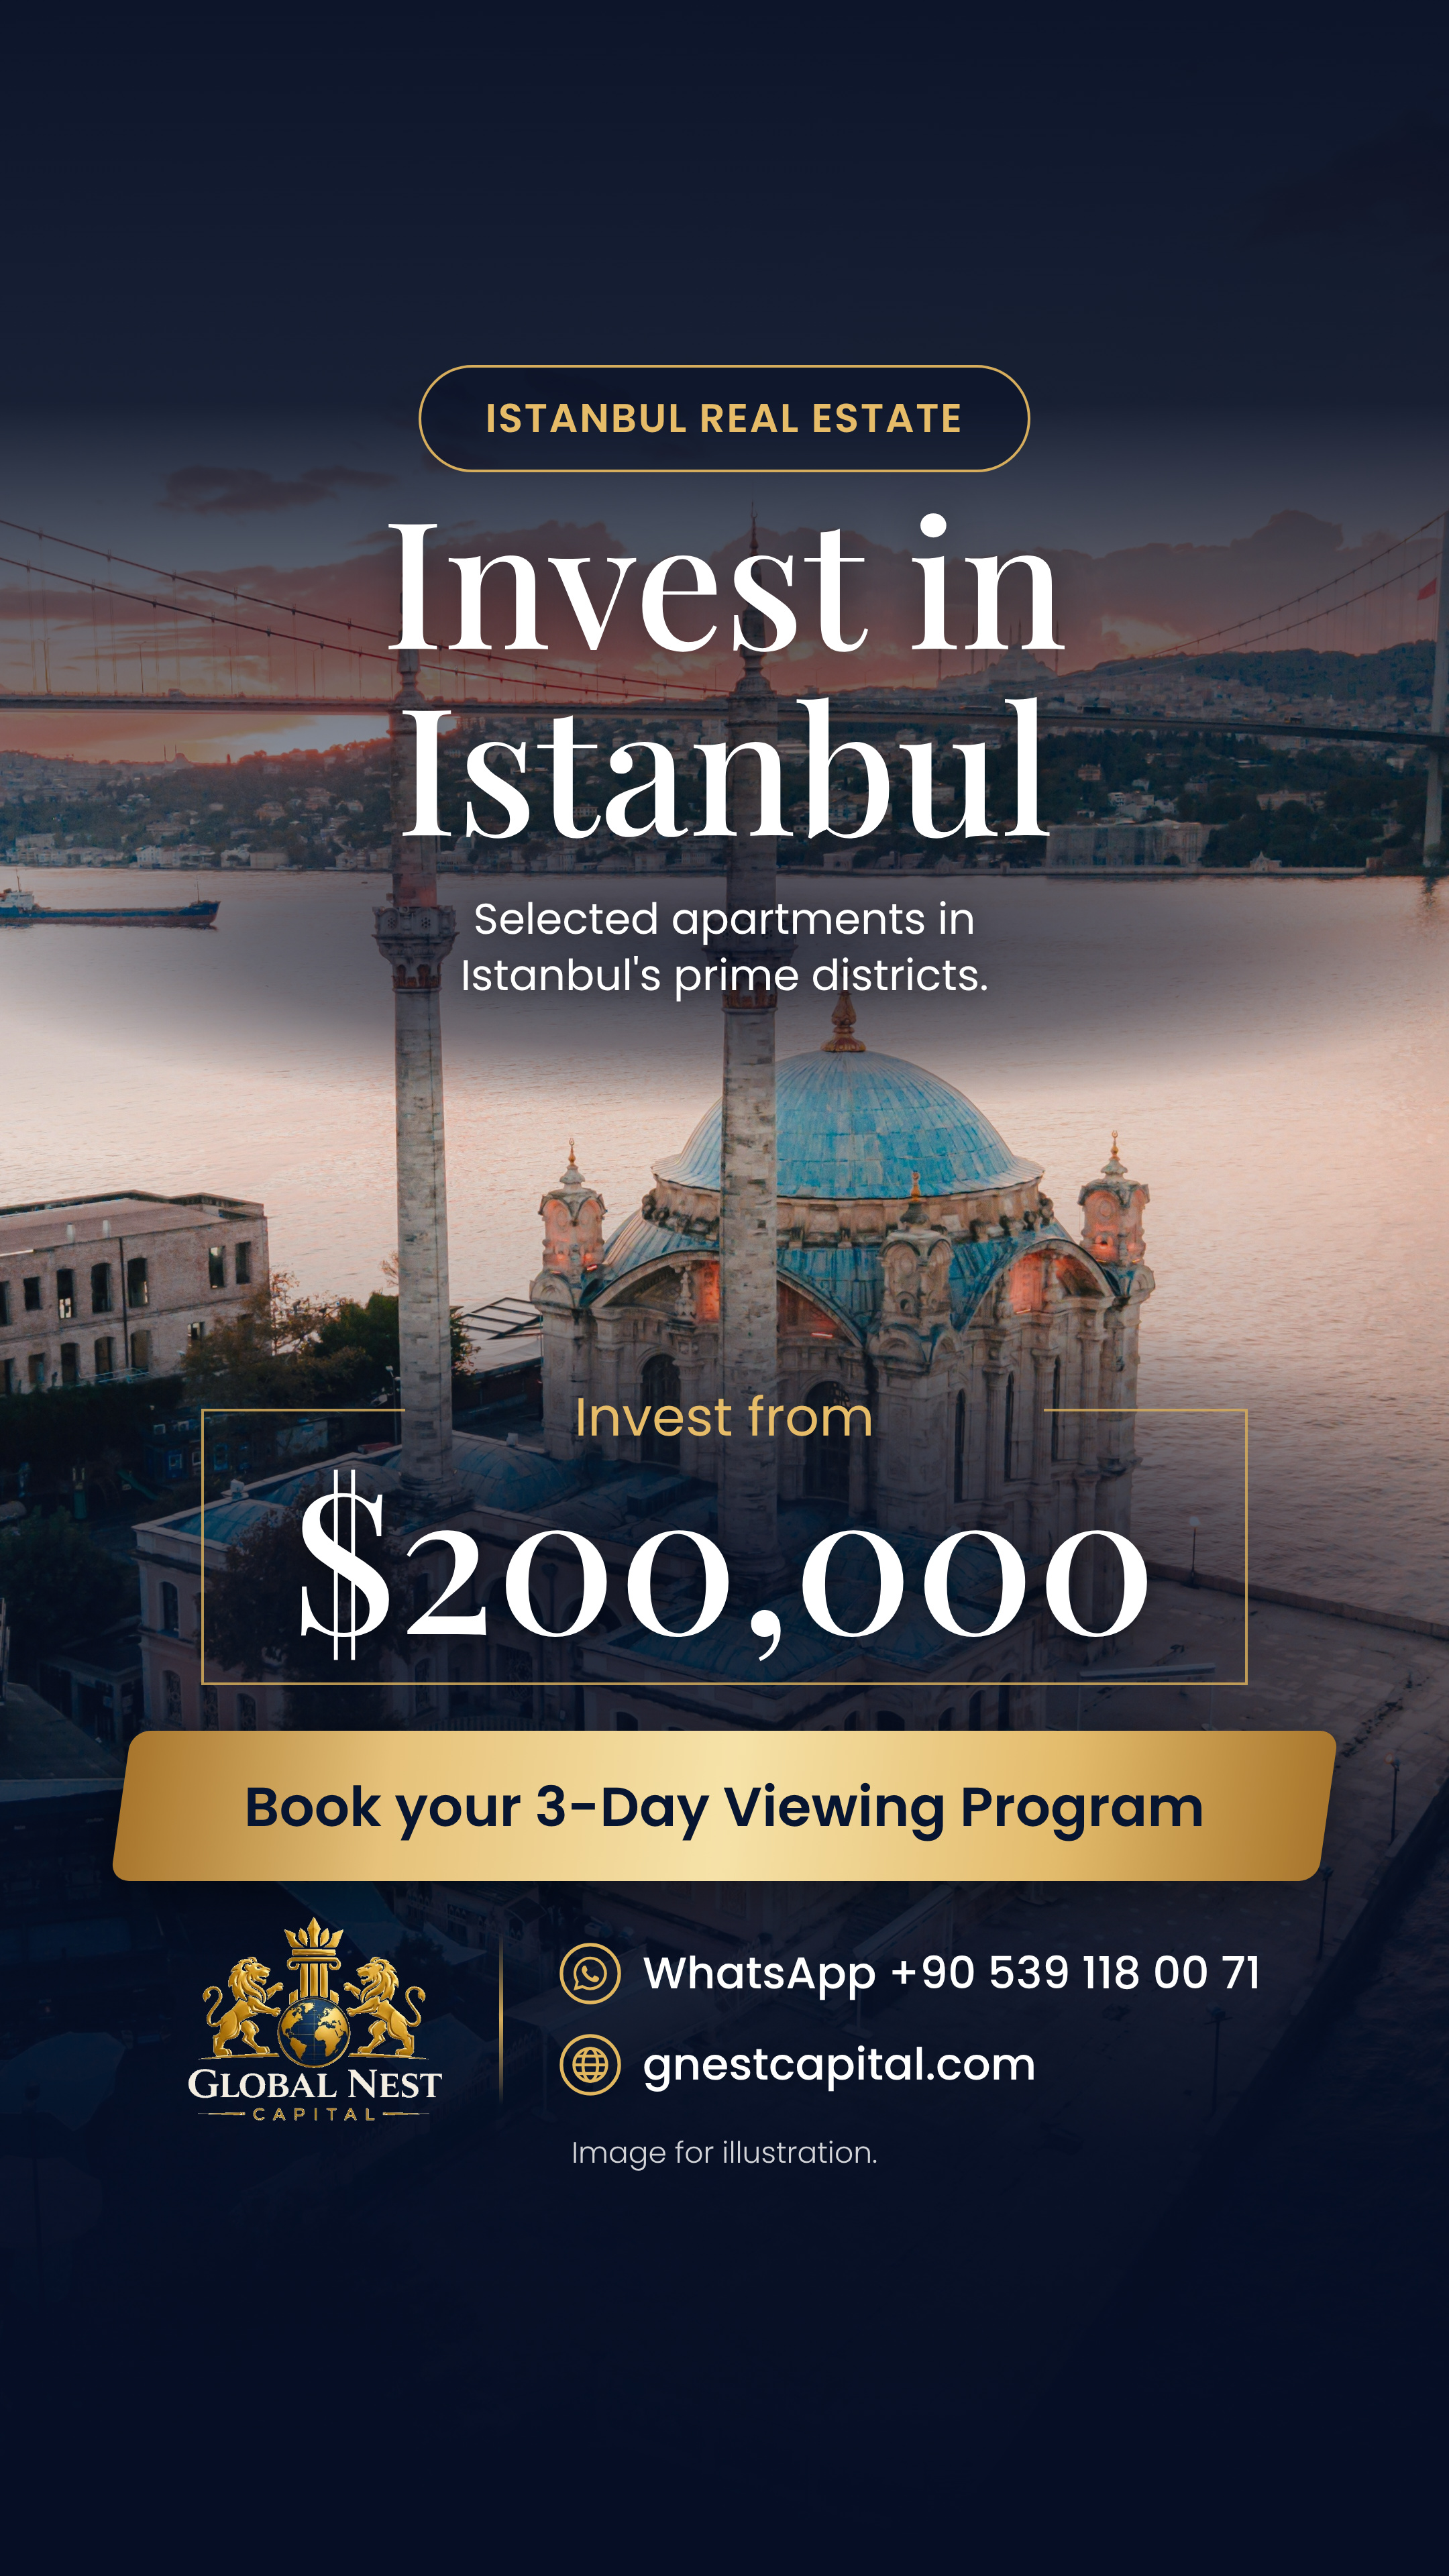 ISTANBUL REAL ESTATE
Invest in
Istanbul
Selected apartments in
Istanbul's prime districts.
Invest from
$200,000
Book your 3-Day Viewing Program
GLOBAL NEST
CAPITAL
WhatsApp +90 539 118 00 71
gnestcapital.com
Image for illustration.